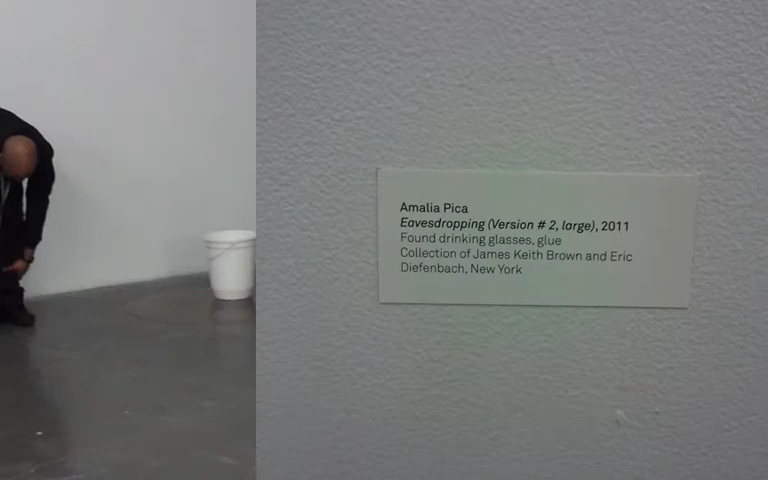 Amalia Pica
Eavesdropping (Version # 2, large), 2011
Found drinking glasses, glue
Collection of James Keith Brown and Eric
Diefenbach, New York